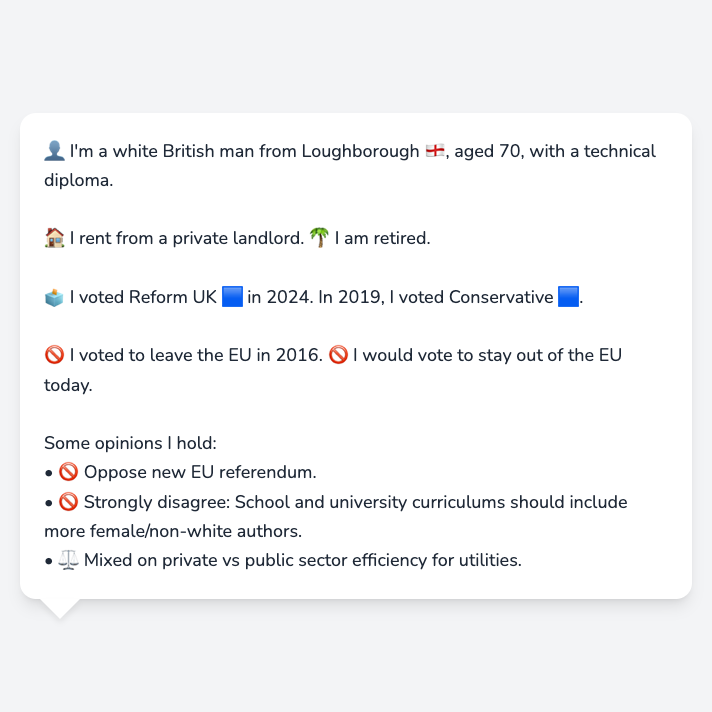 👤 I'm a white British man from Loughborough 🏴󠁧󠁢󠁥󠁮󠁧󠁿, aged 70, with a technical
diploma.
🏠 I rent from a private landlord. 🌴 I am retired.
🗳️ I voted Reform UK 🟦 in 2024. In 2019, I voted Conservative 🟦.
🚫 I voted to leave the EU in 2016. 🚫 I would vote to stay out of the EU
today.
Some opinions I hold:
• 🚫 Oppose new EU referendum.
• 🚫 Strongly disagree: School and university curriculums should include
more female/non-white authors.
• ⚖️ Mixed on private vs public sector efficiency for utilities.